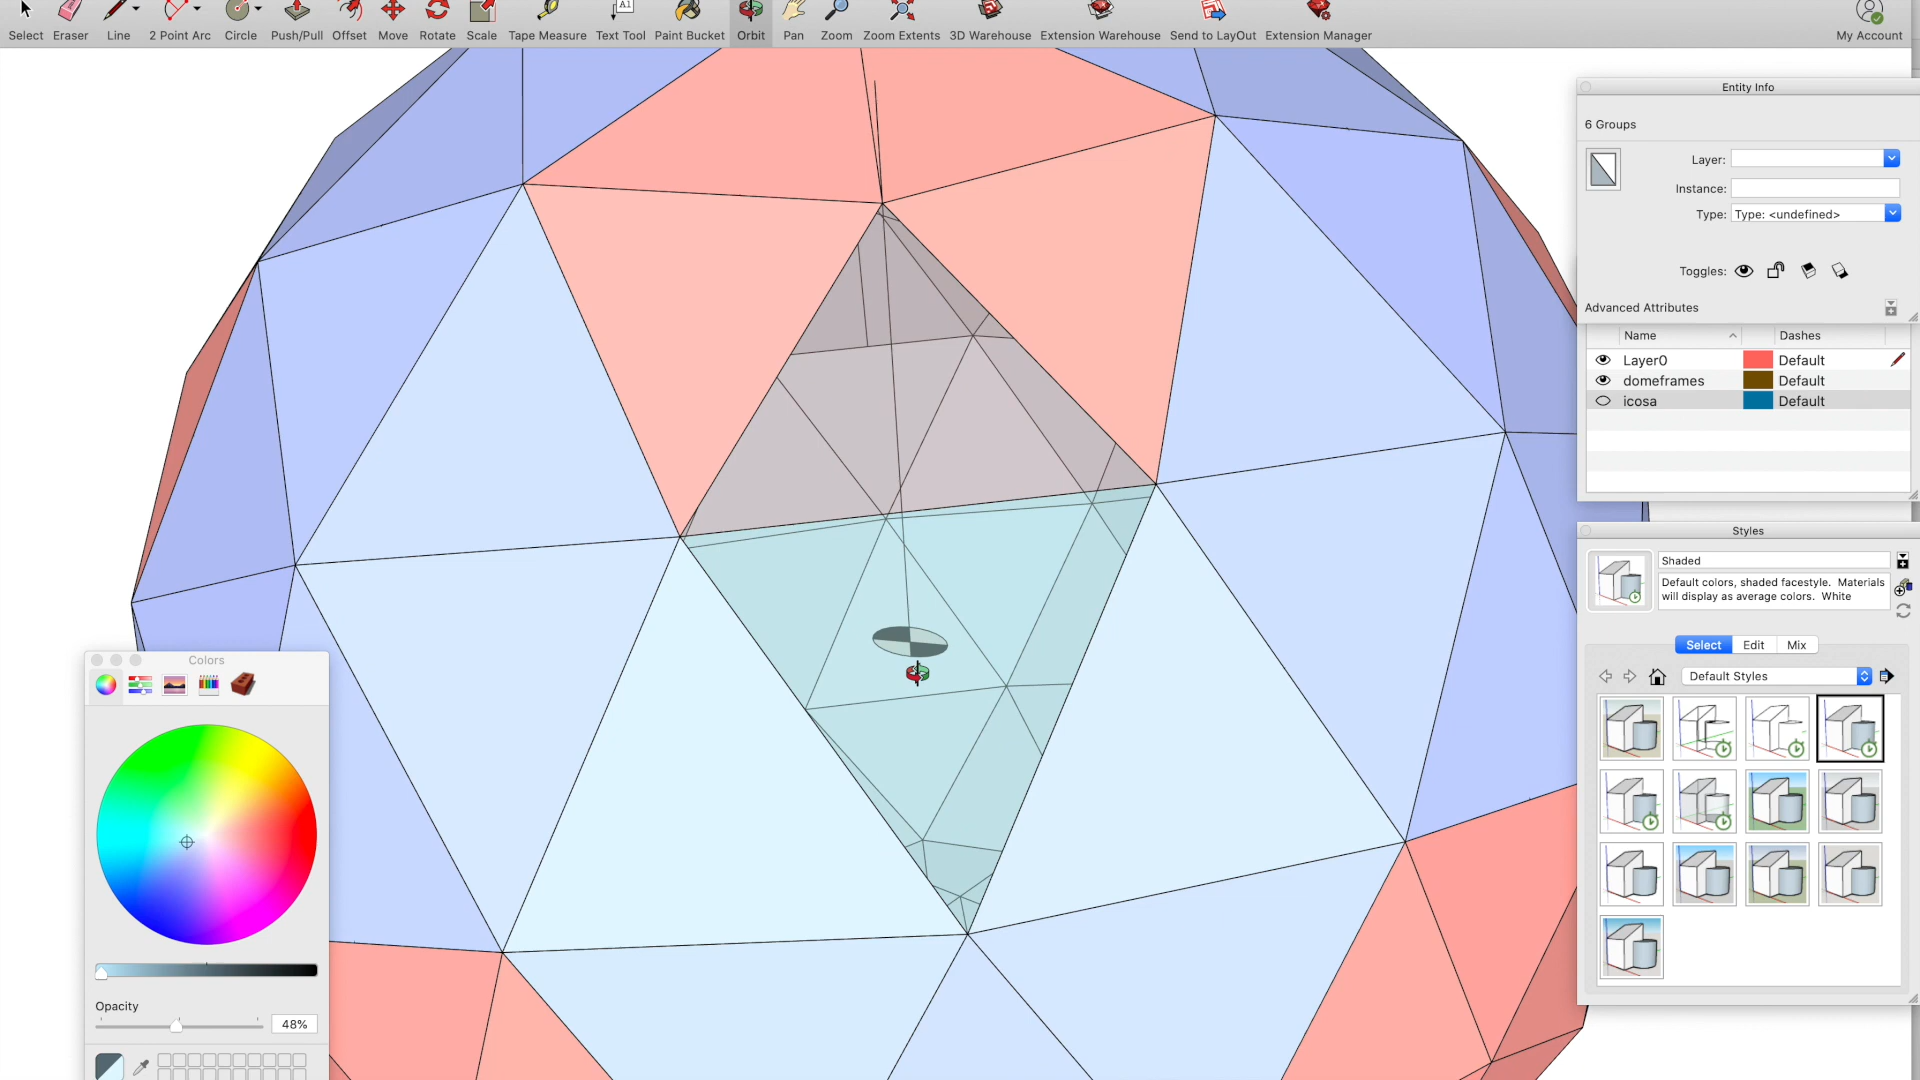 Select Eraser Line 2 Point Arc Circle Push/Pull Offset Move Rotate Scale Tape Measure Text Tool Paint Bucket Orbit Pan Zoom Zoom Extents 3D Warehouse Extension Warehouse Send to LayOut Extension Manager My Account
A1
Entity Info
6 Groups
Layer:
Instance:
Type: Type: <undefined>
Toggles:
Advanced Attributes
Name Dashes
Layer0 Default
domeframes Default
icosa Default
Styles
Shaded
Default colors, shaded facestyle. Materials
will display as average colors. White
Select Edit Mix
Default Styles
Colors
Opacity
48%